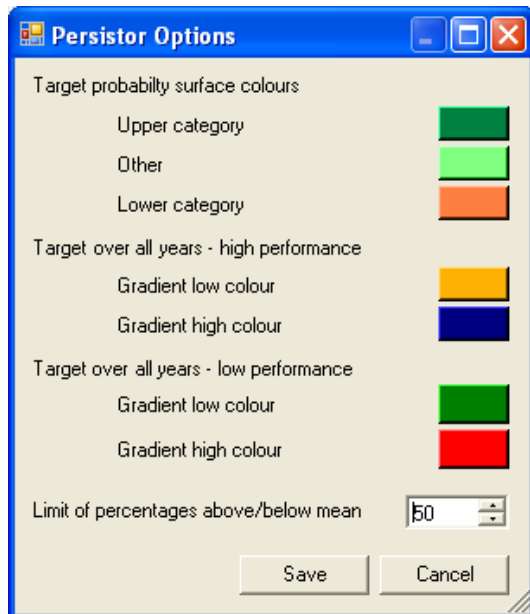 Persistor Options
Target probabilty surface colours
Upper category
Other
Lower category
Target over all years - high performance
Gradient low colour
Gradient high colour
Target over all years - low performance
Gradient low colour
Gradient high colour
Limit of percentages above/below mean 50
Save Cancel